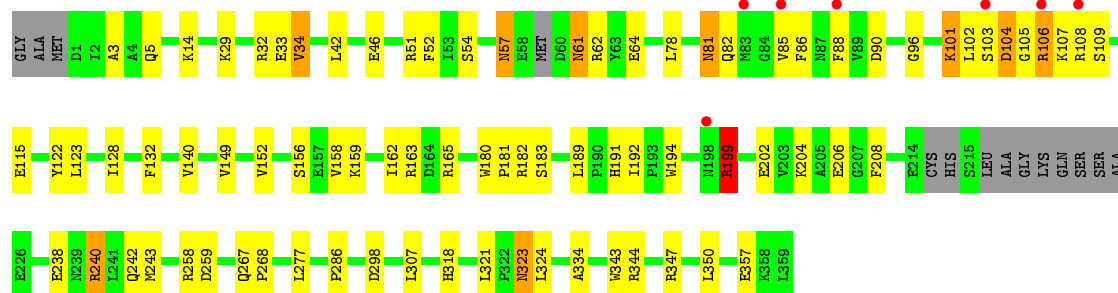 GLY ALA MET D1 I2 A3 A4 Q5 K14 K29 R32 E33 V34 L42 E46 R51 F52 I53 S54 N57 E58 MET D60 N61 R62 Y63 E64 L78 N81 Q82 M83 G84 V85 F86 N87 F88 V89 D90 G96 K101 L102 S103 D104 G105 R106 K107 R108 S109
E115 Y122 L123 I128 F132 V140 V149 V152 S156 E157 V158 K159 I162 R163 D164 R165 W180 P181 R182 S183 L189 P190 H191 I192 P193 W194 N198 R199 E202 V203 K204 A205 E206 G207 F208 E214 CYS HIS S215 LEU ALA GLY LYS GLN SER SER ALA
E226 E238 N239 R240 L241 Q242 M243 R258 D259 Q267 P268 L277 P286 D298 L307 H318 L321 P322 N323 L324 A334 W343 R344 R347 L350 E357 K358 L359